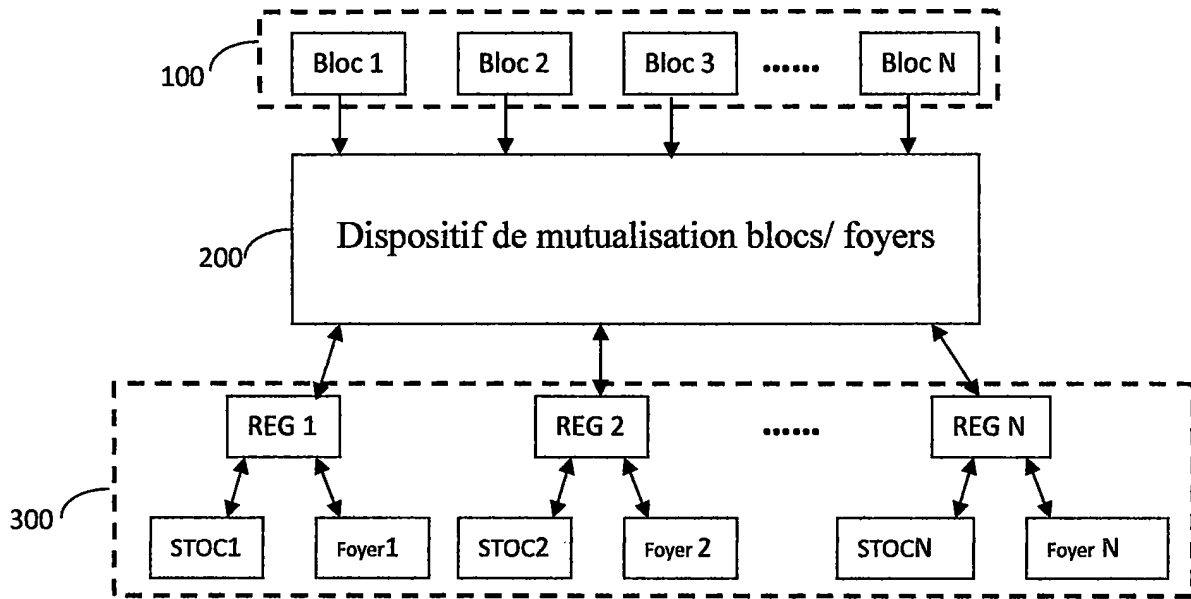 100
Bloc 1 Bloc 2 Bloc 3 ...... Bloc N
200
Dispositif de mutualisation blocs/ foyers
300
REG 1 REG 2 ...... REG N
STOC1 Foyer1 STOC2 Foyer 2 STOCN Foyer N